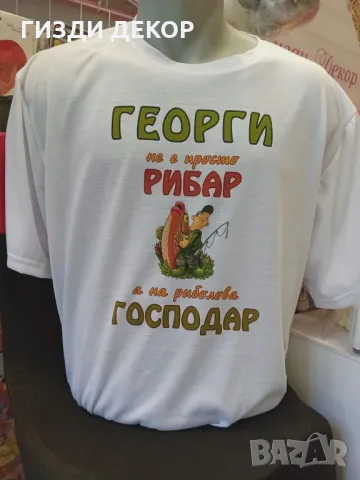 ГИЗДИ ДЕКОР
ГЕОРГИ
не е просто
РИБАР
а на риболова
ГОСПОДАР
BAZAR